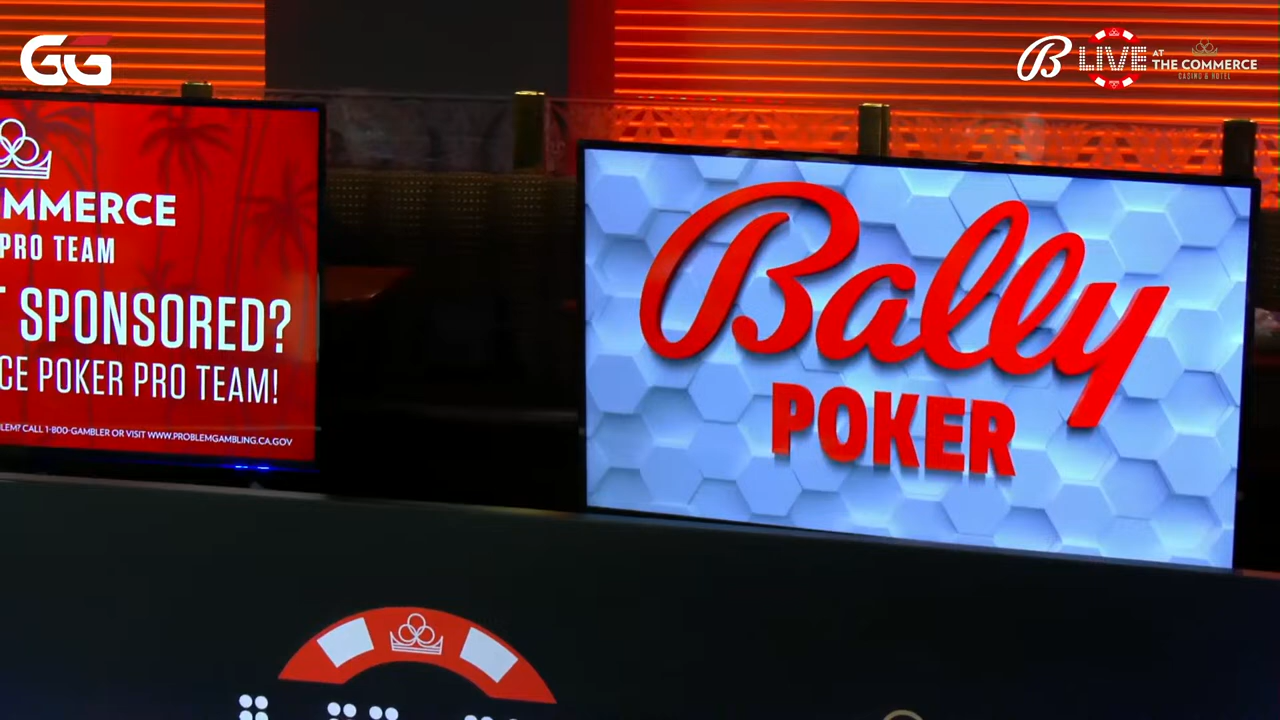 GG
B LIVE AT THE COMMERCE
CASINO & HOTEL
MMERCE
PRO TEAM
SPONSORED?
CE POKER PRO TEAM!
LEM? CALL 1-800-GAMBLER OR VISIT WWW.PROBLEMGAMBLING.CA.GOV
Bally
POKER